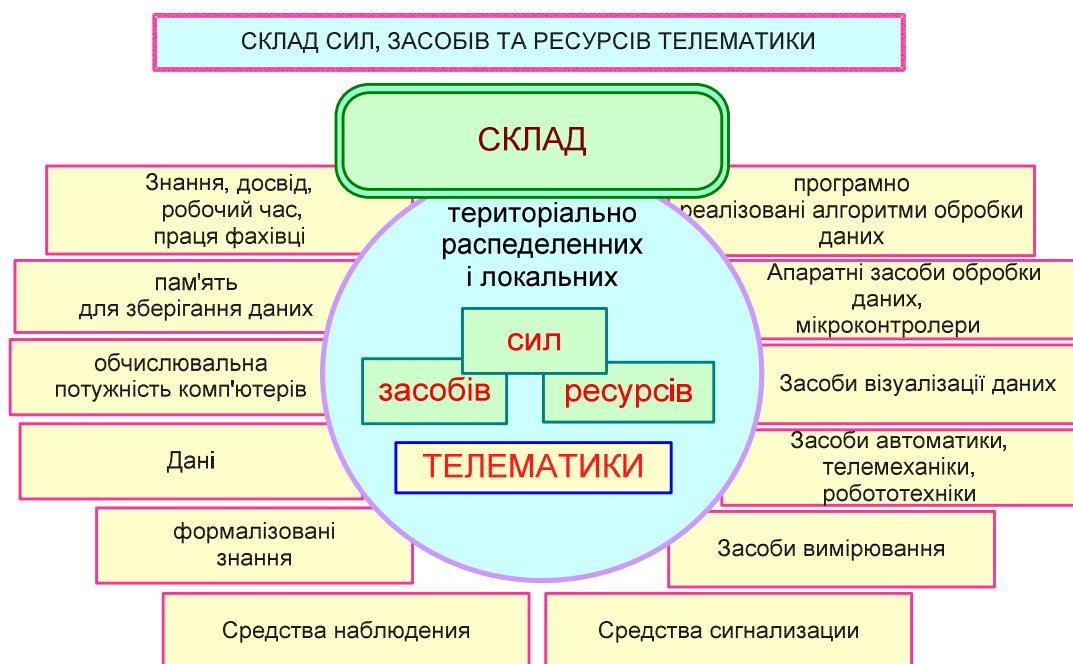 СКЛАД СИЛ, ЗАСОБІВ ТА РЕСУРСІВ ТЕЛЕМАТИКИ
СКЛАД
територіально
распеделенних
і локальних
сил
засобів
ресурсів
ТЕЛЕМАТИКИ
Знання, досвід,
робочий час,
праця фахівці
пам'ять
для зберігання даних
обчислювальна
потужність комп'ютерів
Дані
формалізовані
знання
Средства наблюдения
програмно
реалізовані алгоритми обробки
даних
Апаратні засоби обробки
даних,
мікроконтролери
Засоби візуалізації даних
Засоби автоматики,
телемеханіки,
робототехніки
Засоби вимірювання
Средства сигнализации